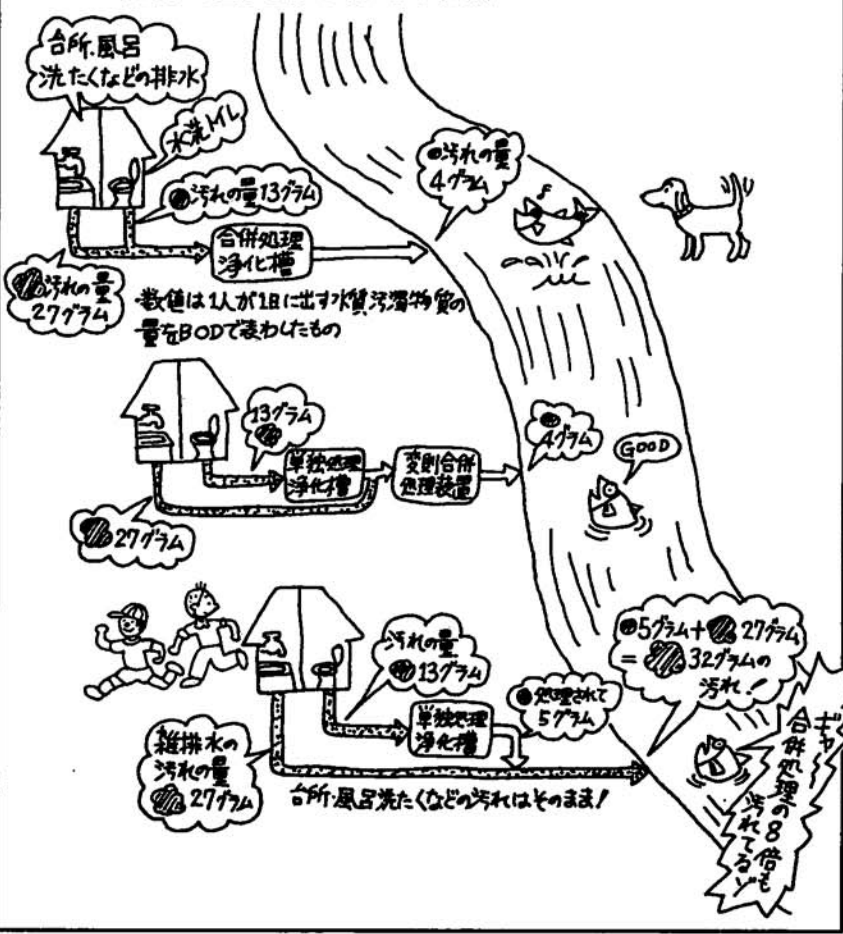 台所・風呂
洗たくなどの排水
水洗トイレ
汚れの量13グラム
汚れの量
27グラム
合併処理
浄化槽
汚れの量
4グラム
・数値は1人が1日に出す水質汚濁物質の
量をBODで表わしたもの
13グラム
27グラム
単独処理
浄化槽
変則合併
処理装置
4グラム
GOOD
汚れの量
13グラム
雑排水の
汚れの量
27グラム
単独処理
浄化槽
処理されて
5グラム
台所・風呂洗たくなどの汚れはそのまま!
5グラム+27グラム
=32グラムの
汚れ!
ギャ〜〜
合併処理の8倍も
汚れてるゾ